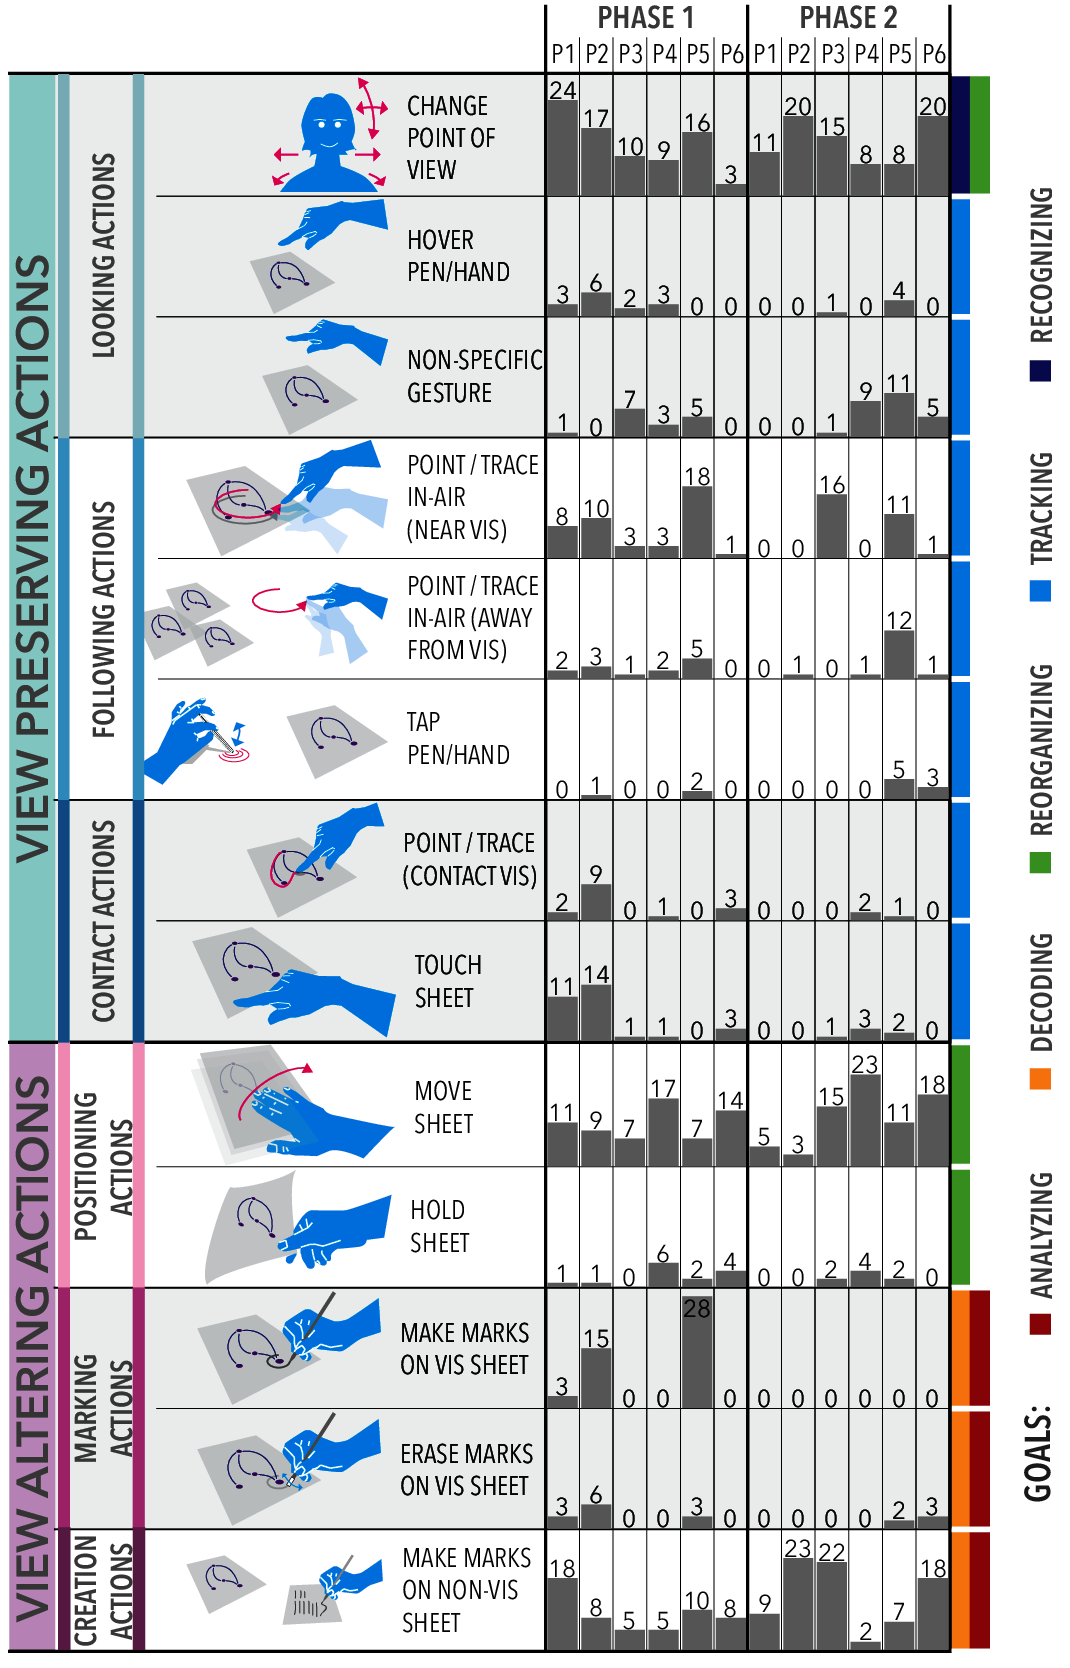 PHASE 1 PHASE 2
P1 P2 P3 P4 P5 P6 P1 P2 P3 P4 P5 P6
VIEW PRESERVING ACTIONS
LOOKING ACTIONS
CHANGE
POINT OF
VIEW
24 17 10 9 16 3 11 20 15 8 8 20
HOVER
PEN/HAND
3 6 2 3 0 0 0 0 1 0 4 0
NON-SPECIFIC
GESTURE
1 0 7 3 5 0 0 0 1 9 11 5
FOLLOWING ACTIONS
POINT / TRACE
IN-AIR
(NEAR VIS)
8 10 3 3 18 1 0 0 16 0 11 1
POINT / TRACE
IN-AIR (AWAY
FROM VIS)
2 3 1 2 5 0 0 1 0 1 12 1
TAP
PEN/HAND
0 1 0 0 2 0 0 0 0 0 5 3
CONTACT ACTIONS
POINT / TRACE
(CONTACT VIS)
2 9 0 1 0 3 0 0 0 2 1 0
TOUCH
SHEET
11 14 1 1 0 3 0 0 1 3 2 0
VIEW ALTERING ACTIONS
POSITIONING
ACTIONS
MOVE
SHEET
11 9 7 17 7 14 5 3 15 23 11 18
HOLD
SHEET
1 1 0 6 2 4 0 0 2 4 2 0
MARKING
ACTIONS
MAKE MARKS
ON VIS SHEET
3 15 0 0 28 0 0 0 0 0 0 0
ERASE MARKS
ON VIS SHEET
3 6 0 0 3 0 0 0 0 0 2 3
CREATION
ACTIONS
MAKE MARKS
ON NON-VIS
SHEET
18 8 5 5 10 8 9 23 22 2 7 18
GOALS:
ANALYZING
DECODING
REORGANIZING
TRACKING
RECOGNIZING